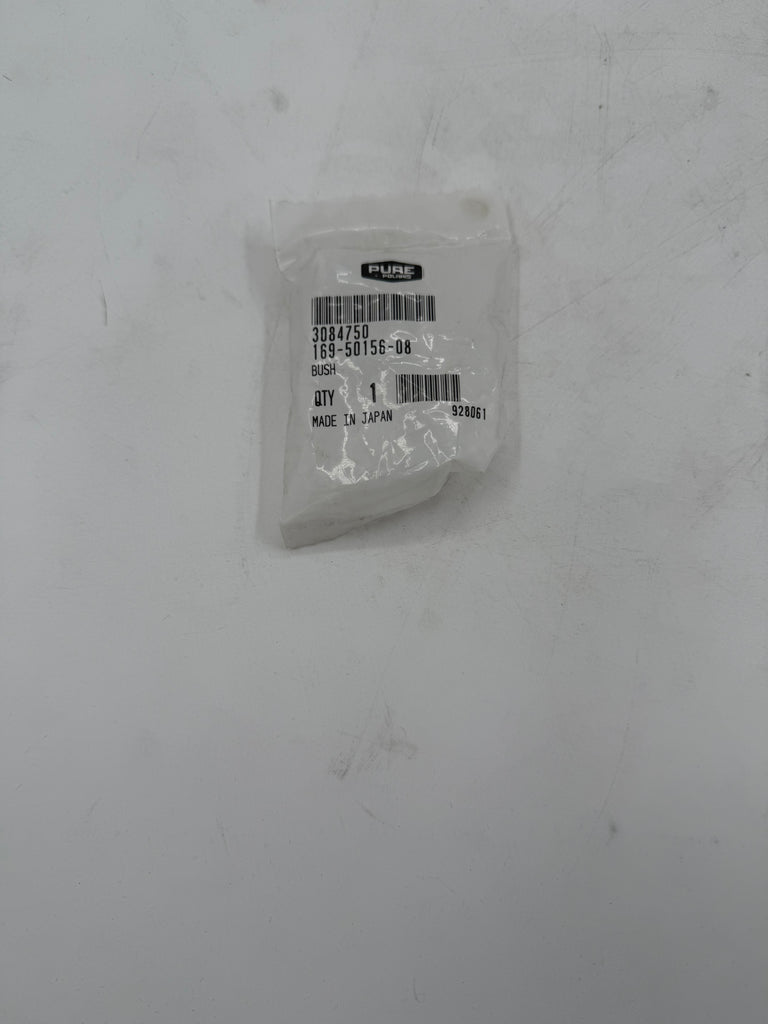 PURE
POLARIS
3084750
169-50156-08
BUSH
QTY 1
MADE IN JAPAN 928061